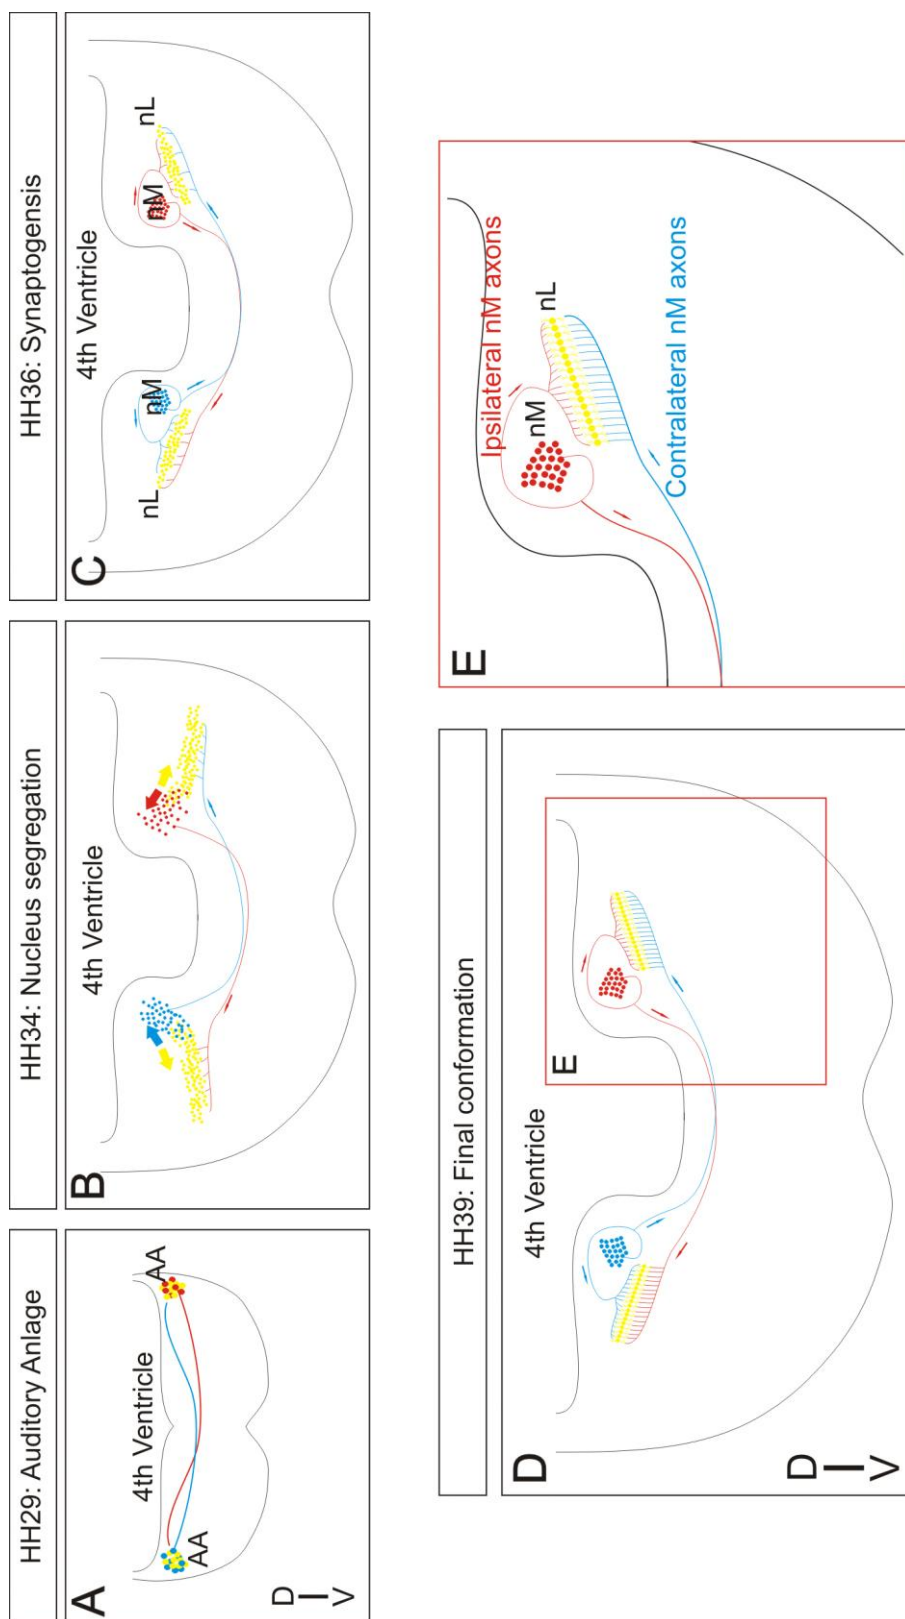 HH29: Auditory Anlage
A
4th Ventricle
AA
AA
D
V
HH34: Nucleus segregation
B
4th Ventricle
HH36: Synaptogensis
C
4th Ventricle
nL
nM
nM
nL
HH39: Final conformation
D
4th Ventricle
E
D
V
E
Ipsilateral nM axons
nM
nL
Contralateral nM axons